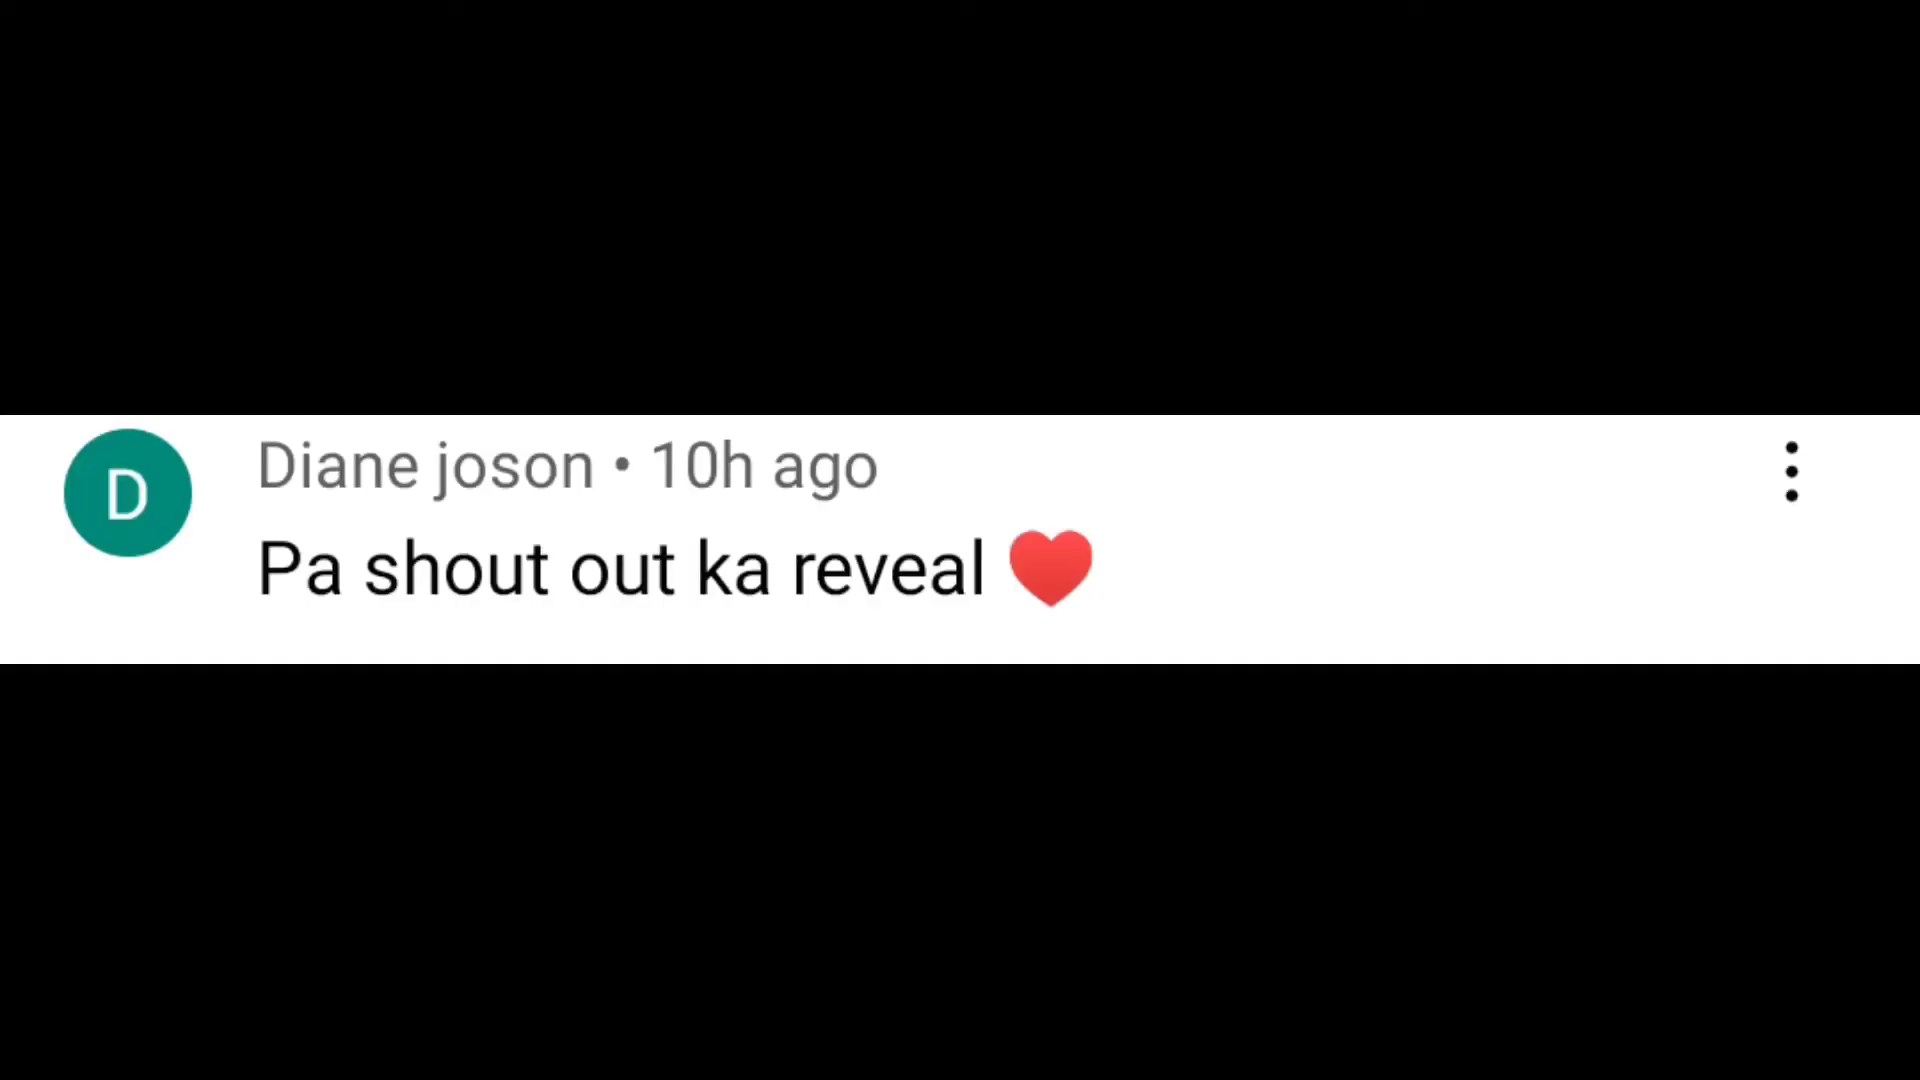 D
Diane joson • 10h ago
Pa shout out ka reveal ❤️